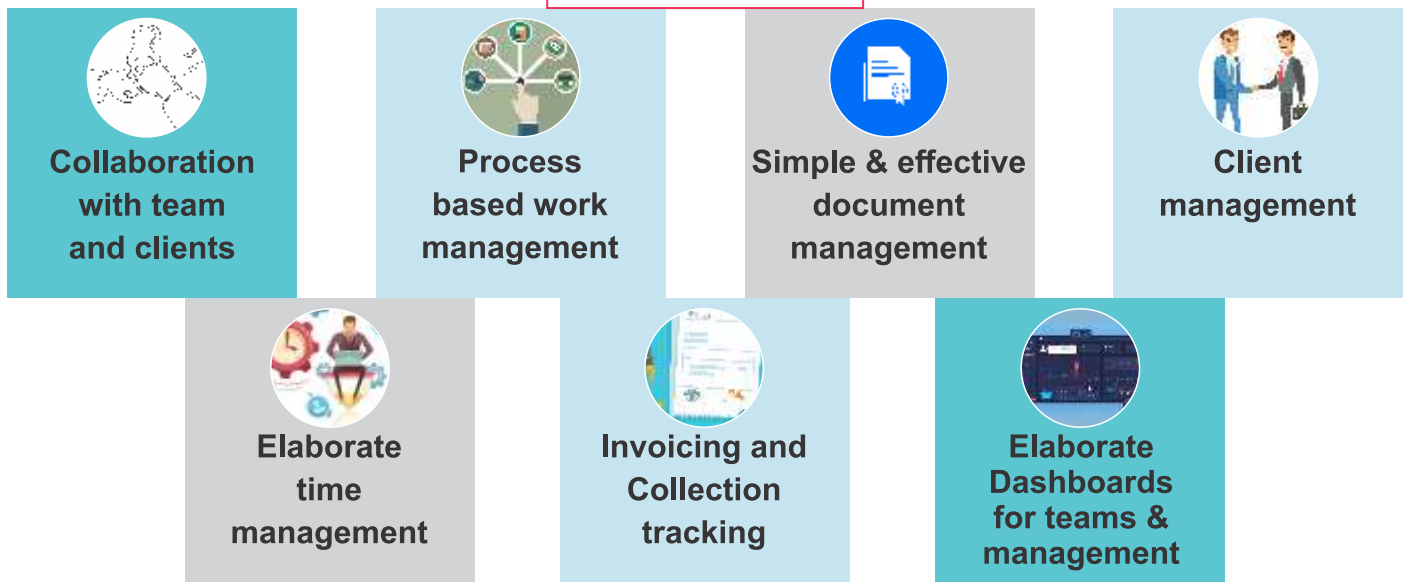 Collaboration
with team
and clients
Process
based work
management
Simple & effective
document
management
Client
management
Elaborate
time
management
Invoicing and
Collection
tracking
Elaborate
Dashboards
for teams &
management